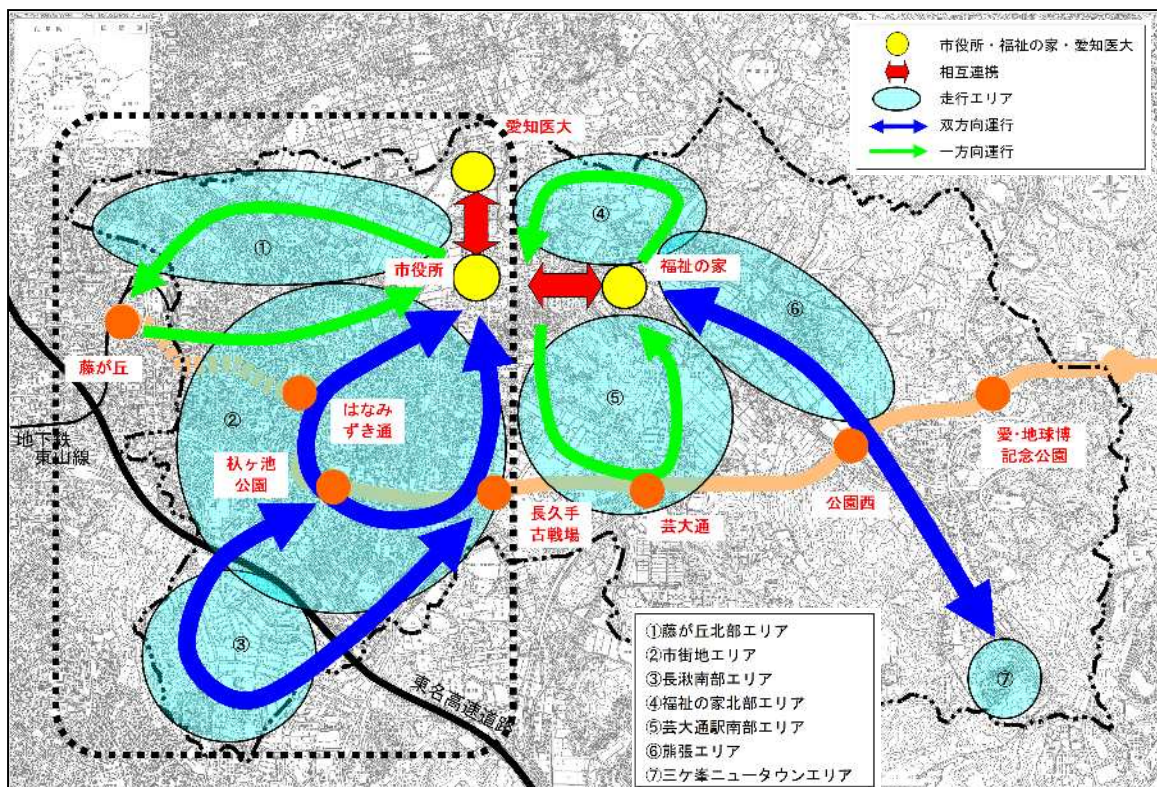 市役所・福祉の家・愛知医大
相互連携
走行エリア
双方向運行
一方向運行
愛知医大
①
④
市役所
福祉の家
⑥
藤が丘
はなみ
ずき通
②
⑤
愛・地球博
記念公園
地下鉄
東山線
杁ヶ池
公園
長久手
古戦場
芸大通
公園西
③
東名高速道路
⑦
①藤が丘北部エリア
②市街地エリア
③長湫南部エリア
④福祉の家北部エリア
⑤芸大通駅南部エリア
⑥熊張エリア
⑦三ケ峯ニュータウンエリア